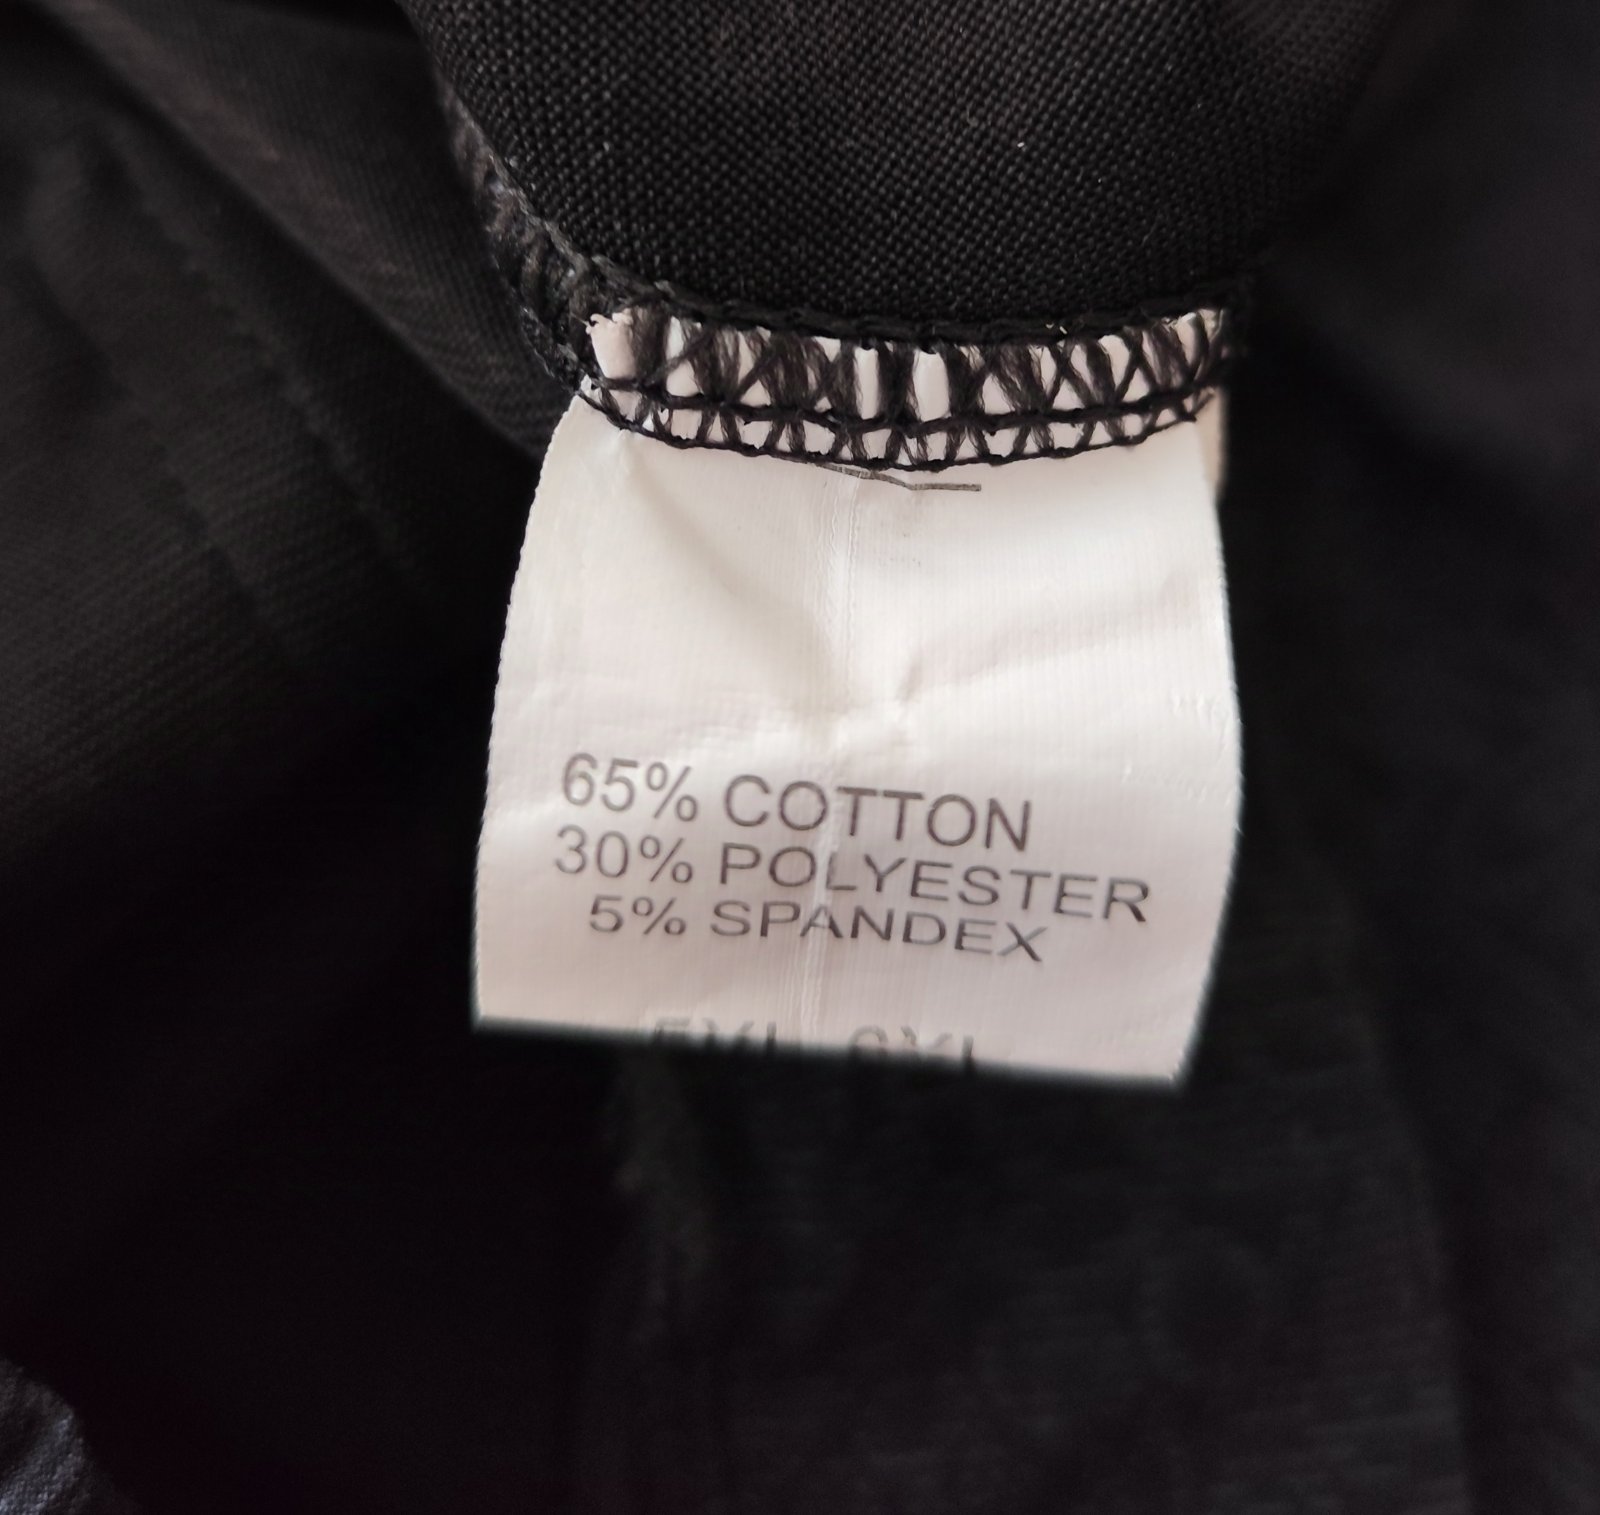 65% COTTON
30% POLYESTER
5% SPANDEX